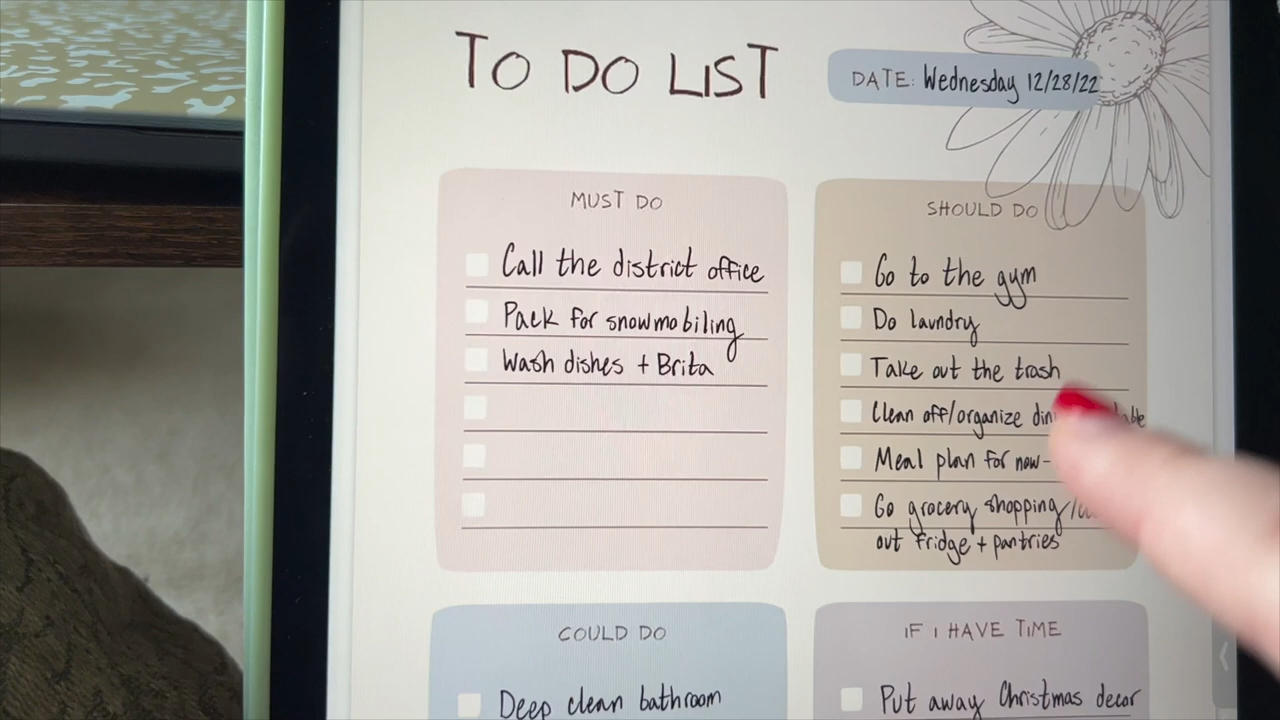 TO DO LIST
DATE: Wednesday 12/28/22
MUST DO
Call the district office
Pack for snowmobiling
Wash dishes + Brita
SHOULD DO
Go to the gym
Do laundry
Take out the trash
Clean off/organize
Meal plan for now-
Go grocery shopping/
out fridge + pantries
COULD DO
Deep clean bathroom
IF I HAVE TIME
Put away Christmas decor